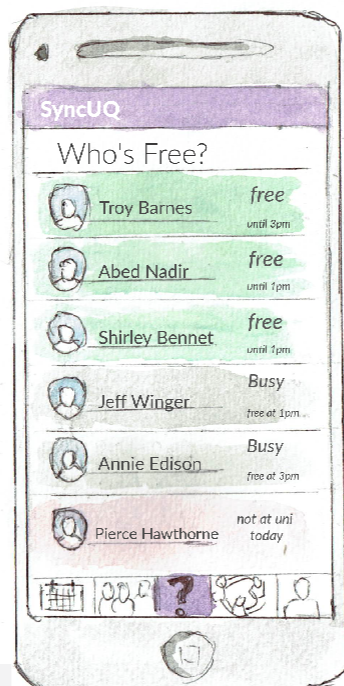 SyncUQ
Who's Free?
Troy Barnes
free
until 3pm
Abed Nadir
free
until 1pm
Shirley Bennet
free
until 1pm
Jeff Winger
Busy
free at 1pm
Annie Edison
Busy
free at 3pm
Pierce Hawthorne
not at uni
today
?